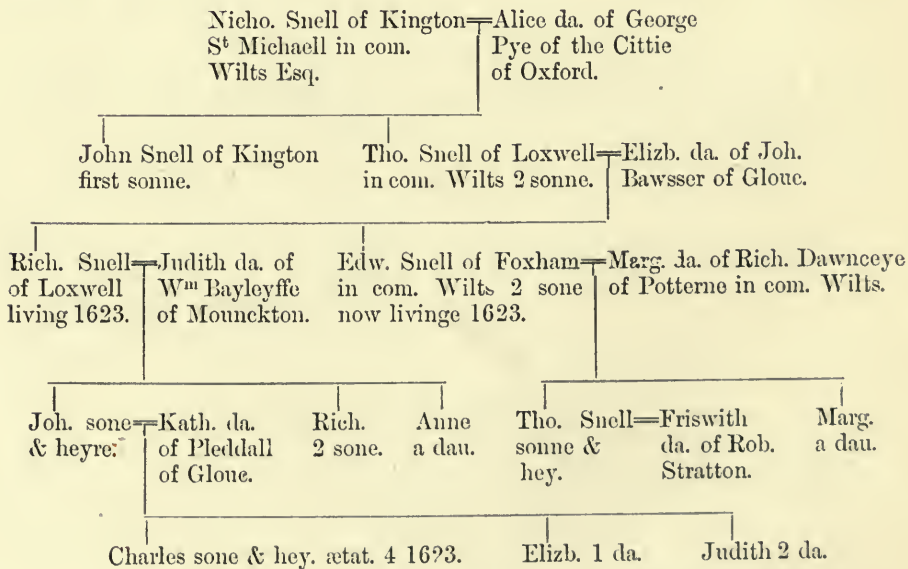 Nicho. Snell of Kington
St Michaell in com.
Wilts Esq.
Alice da. of George
Pye of the Cittie
of Oxford.
John Snell of Kington
first sonne.
Tho. Snell of Loxwell
in com. Wilts 2 sonne.
Elizb. da. of Joh.
Bawsser of Glouc.
Rich. Snell
of Loxwell
living 1623.
Judith da. of
Wm Bayleyffe
of Mounckton.
Edw. Snell of Foxham
in com. Wilts 2 sone
now livinge 1623.
Marg. da. of Rich. Dawnceye
of Potterne in com. Wilts.
Joh. sone
& heyre.
Kath. da.
of Pleddall
of Glouc.
Rich.
2 sone.
Anne
a dau.
Tho. Snell
sonne &
hey.
Friswith
da. of Rob.
Stratton.
Marg.
a dau.
Charles sone & hey. ætat. 4 1623.
Elizb. 1 da.
Judith 2 da.